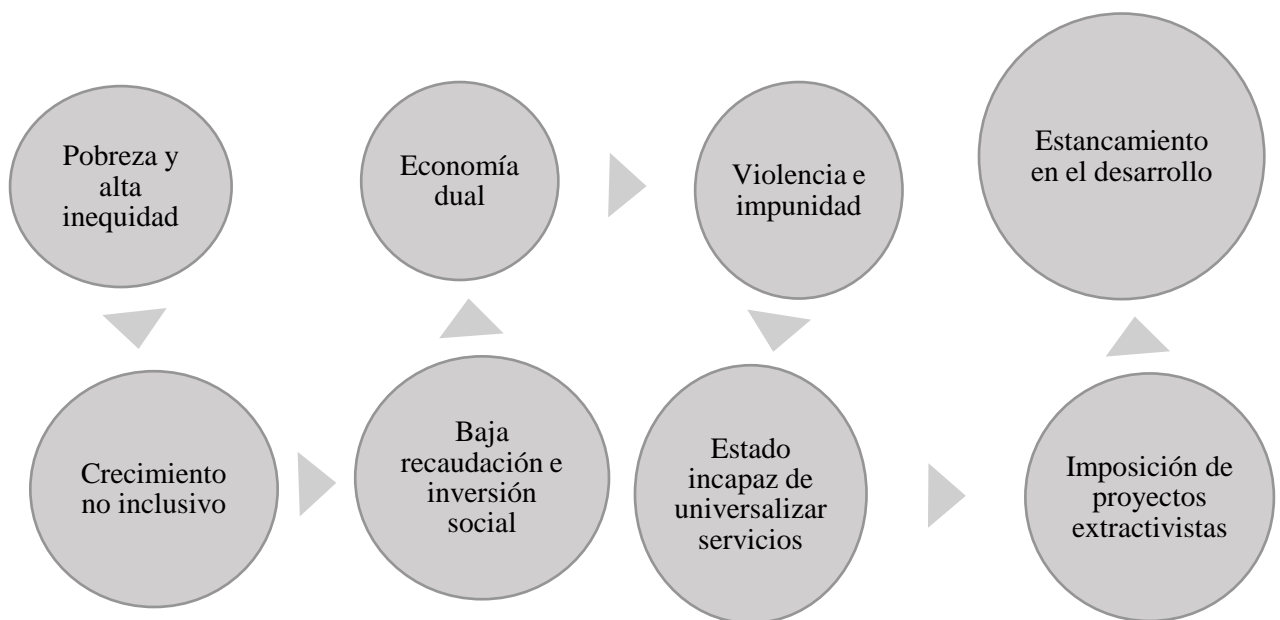 Pobreza y
alta
inequidad
Crecimiento
no inclusivo
Baja
recaudación e
inversión
social
Economía
dual
Violencia e
impunidad
Estado
incapaz de
universalizar
servicios
Imposición de
proyectos
extractivistas
Estancamiento
en el desarrollo